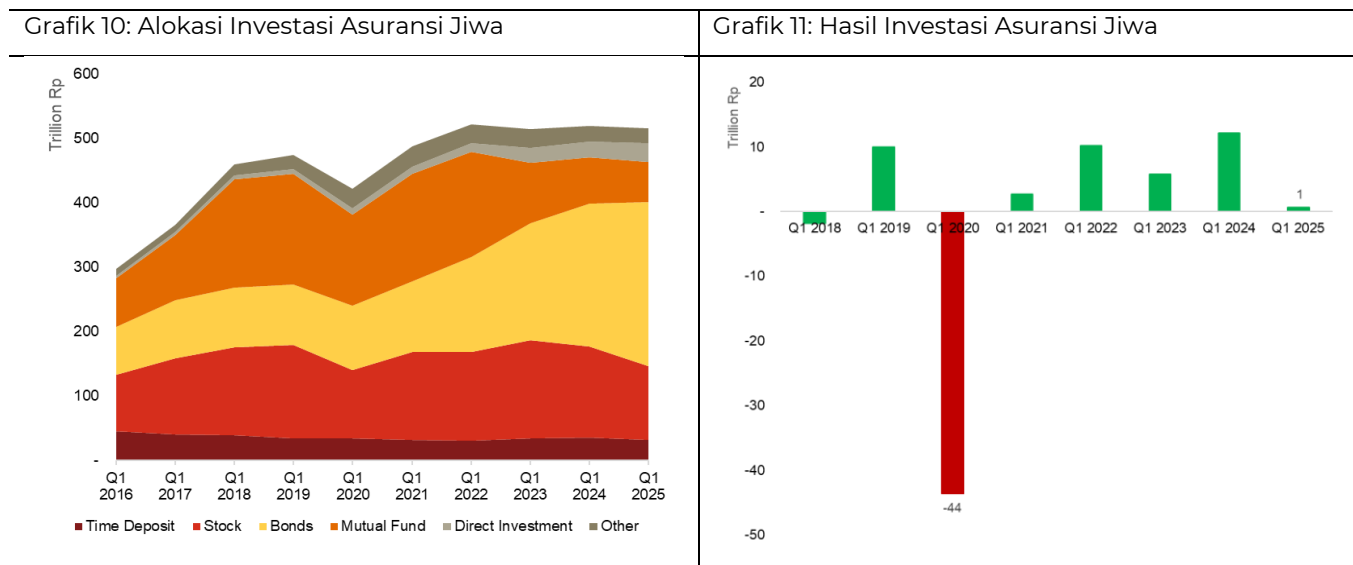 Grafik 10: Alokasi Investasi Asuransi Jiwa
Trillion Rp
600
500
400
300
200
100
-
Q1 Q1 Q1 Q1 Q1 Q1 Q1 Q1 Q1 Q1
2016 2017 2018 2019 2020 2021 2022 2023 2024 2025
Time Deposit Stock Bonds Mutual Fund Direct Investment Other
Grafik 11: Hasil Investasi Asuransi Jiwa
Trillion Rp
20
10
-
-10
-20
-30
-40
-50
1
Q1 2018 Q1 2019 Q1 2020 Q1 2021 Q1 2022 Q1 2023 Q1 2024 Q1 2025
-44